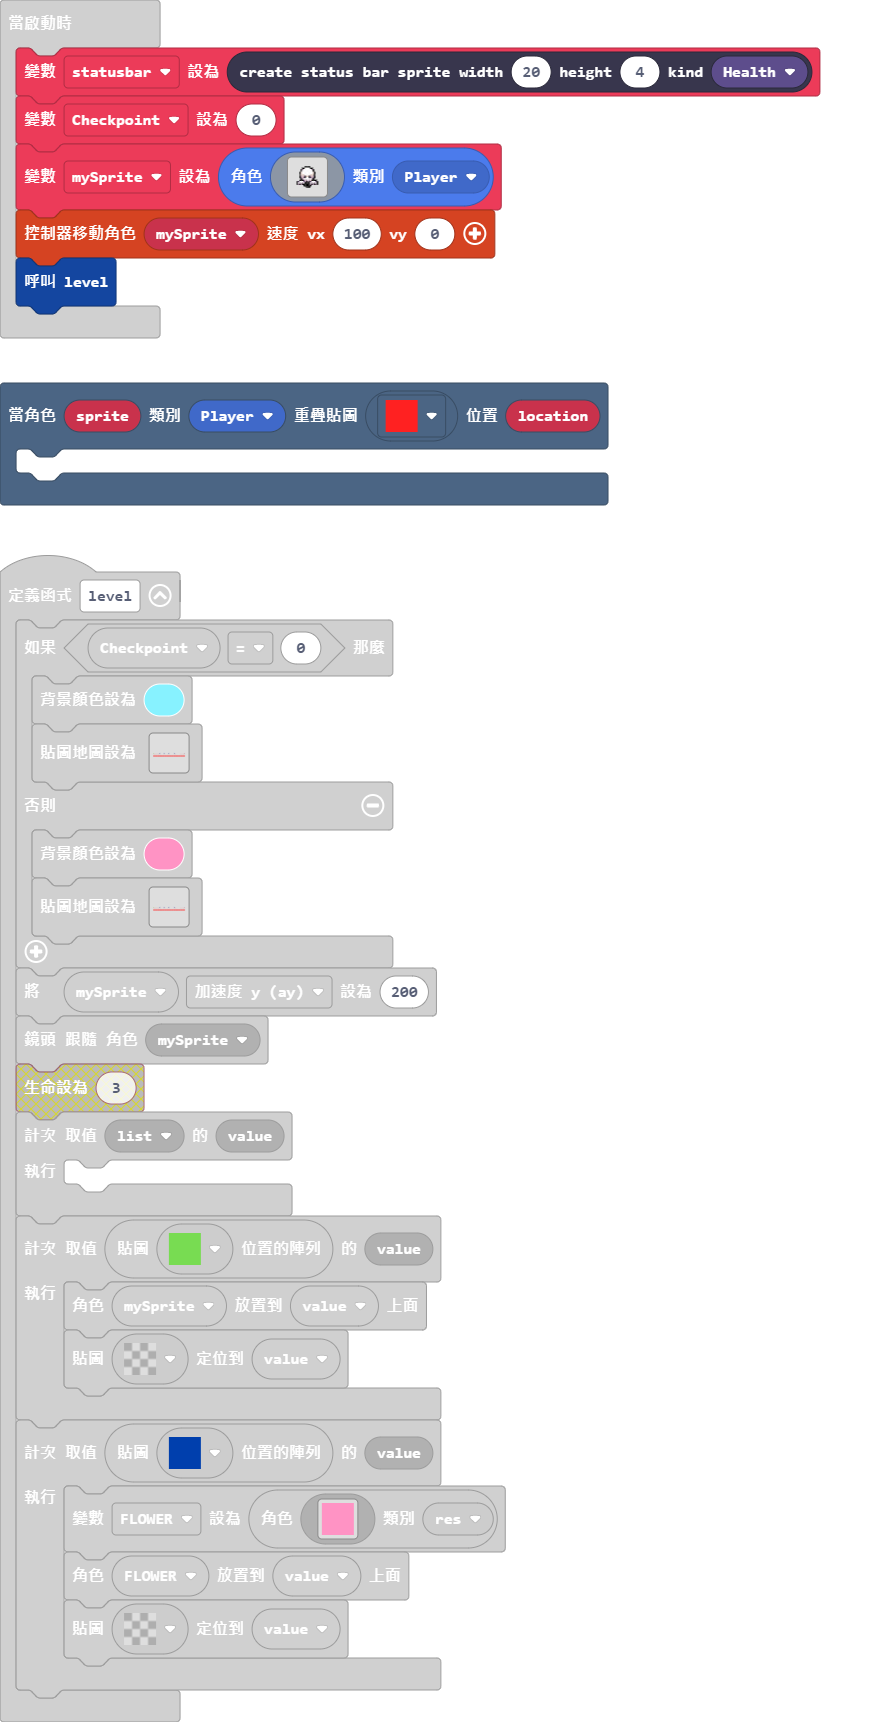 當啟動時
變數 statusbar 設為 create status bar sprite width 20 height 4 kind Health
變數 Checkpoint 設為 0
變數 mySprite 設為 角色 類別 Player
控制器移動角色 mySprite 速度 vx 100 vy 0
呼叫 level
當角色 sprite 類別 Player 重疊貼圖 位置 location
定義函式 level
如果 Checkpoint = 0 那麼
背景顏色設為
貼圖地圖設為
否則
背景顏色設為
貼圖地圖設為
將 mySprite 加速度 y (ay) 設為 200
鏡頭 跟隨 角色 mySprite
生命設為 3
計次 取值 list 的 value
執行
計次 取值 貼圖 位置的陣列 的 value
執行
角色 mySprite 放置到 value 上面
貼圖 定位到 value
計次 取值 貼圖 位置的陣列 的 value
執行
變數 FLOWER 設為 角色 類別 res
角色 FLOWER 放置到 value 上面
貼圖 定位到 value